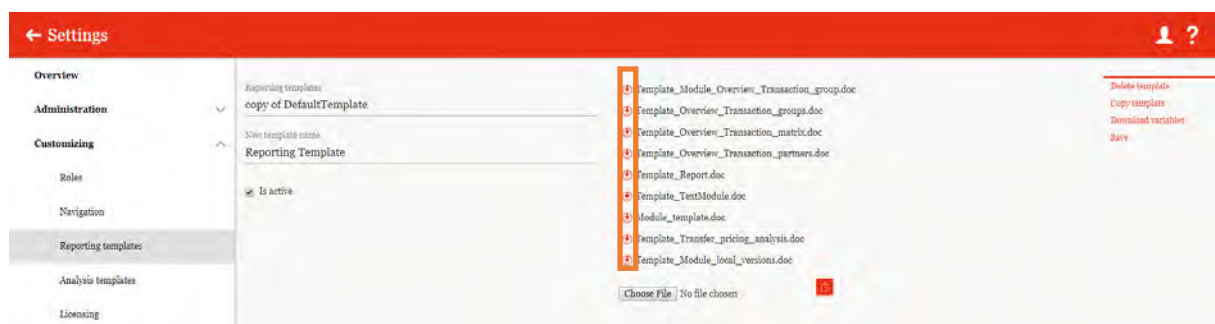 Settings
?
Overview
Administration
Customizing
Roles
Navigation
Reporting templates
Analysis templates
Licensing
Reporting templates
copy of DefaultTemplate
New template name
Reporting Template
Is active
Template_Module_Overview_Transaction_group.doc
Template_Overview_Transaction_groups.doc
Template_Overview_Transaction_matrix.doc
Template_Overview_Transaction_partners.doc
Template_Report.doc
Template_TextModule.doc
Module_template.doc
Template_Transfer_pricing_analysis.doc
Template_Module_local_versions.doc
Choose File No file chosen
Delete template
Copy template
Download variables
Save